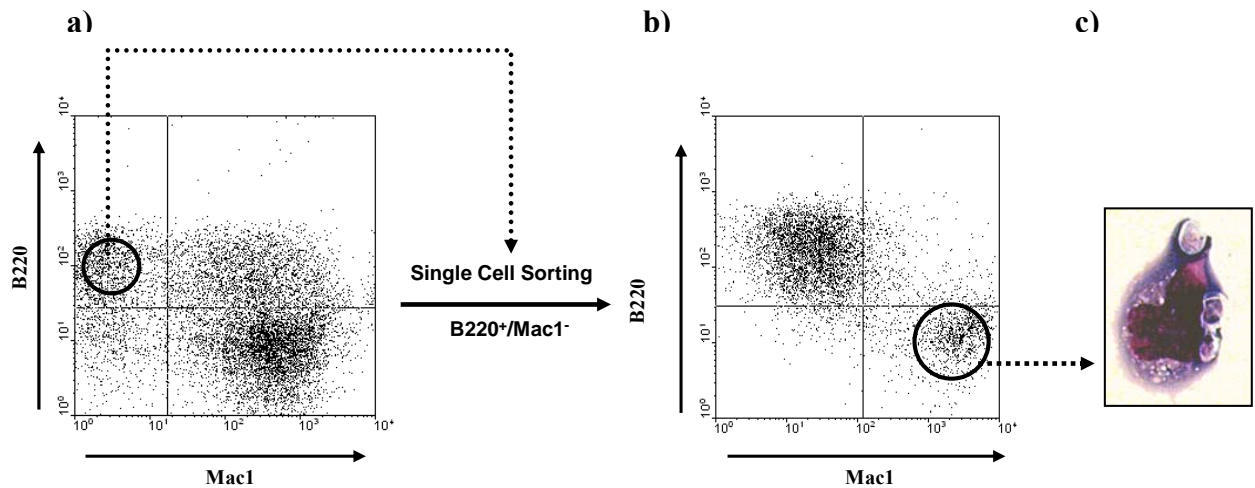 a)
b)
c)
10⁴
10³
10²
10¹
10⁰
B220
10⁰ 10¹ 10² 10³ 10⁴
Mac1
Single Cell Sorting
B220⁺/Mac1⁻
10⁴
10³
10²
10¹
10⁰
B220
10⁰ 10¹ 10² 10³ 10⁴
Mac1